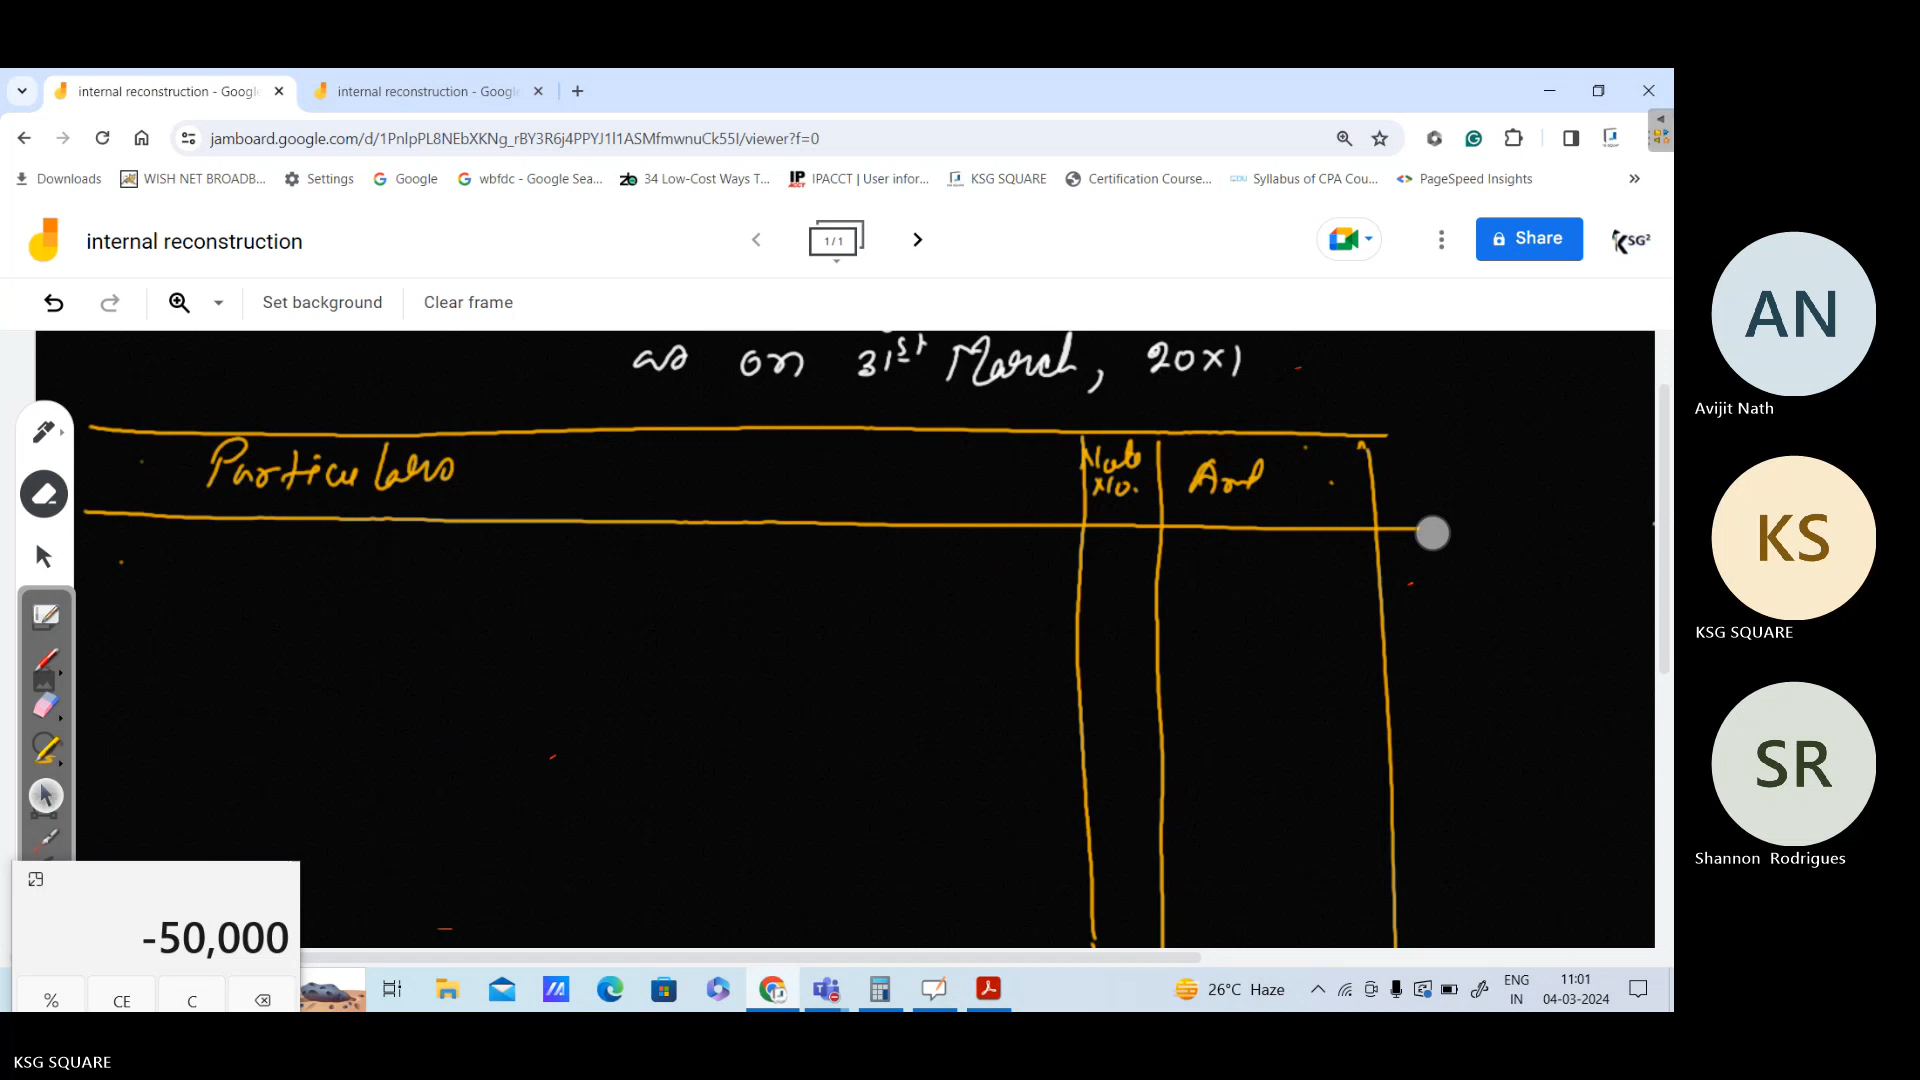 internal reconstruction - Google
internal reconstruction - Google
jamboard.google.com/d/1PnlpPL8NEbXKNg_rBY3R6j4PPYJ1l1ASMfmwnuCk55I/viewer?f=0
Downloads
WISH NET BROADB...
Settings
Google
wbfdc - Google Sea...
34 Low-Cost Ways T...
IPACCT | User infor...
KSG SQUARE
Certification Course...
Syllabus of CPA Cou...
PageSpeed Insights
internal reconstruction
1 / 1
Share
KSG²
Set background
Clear frame
as on 31st March, 20x1
Particulars
Note No.
Amt
-50,000
% CE C
26°C Haze
ENG
IN
11:01
04-03-2024
AN
Avijit Nath
KS
KSG SQUARE
SR
Shannon Rodrigues
KSG SQUARE